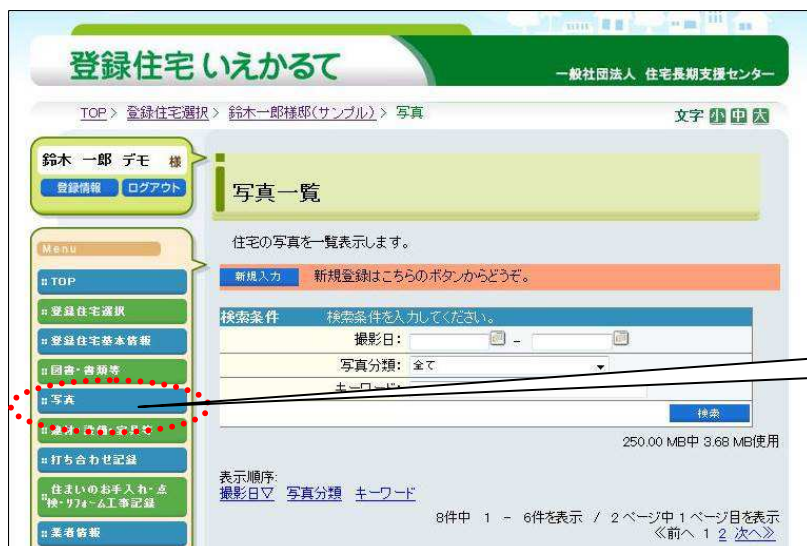 登録住宅 いえかるて
一般社団法人 住宅長期支援センター
TOP> 登録住宅選択> 鈴木一郎様邸(サンプル)> 写真
文字 小 中 大
鈴木 一郎 デモ 様
登録情報 ログアウト
写真一覧
Menu
TOP
登録住宅選択
登録住宅基本情報
図書・書類等
写真
打ち合わせ記録
住まいのお手入れ・点
検・リフォーム工事記録
業者情報
住宅の写真を一覧表示します。
新規入力 新規登録はこちらのボタンからどうぞ。
検索条件 検索条件を入力してください。
撮影日: -
写真分類: 全て
キーワード:
検索
250.00 MB中 3.68 MB使用
表示順序:
撮影日▽ 写真分類 キーワード
8件中 1 - 6件を表示 / 2ページ中1ページ目を表示
≪前へ 1 2 次へ≫